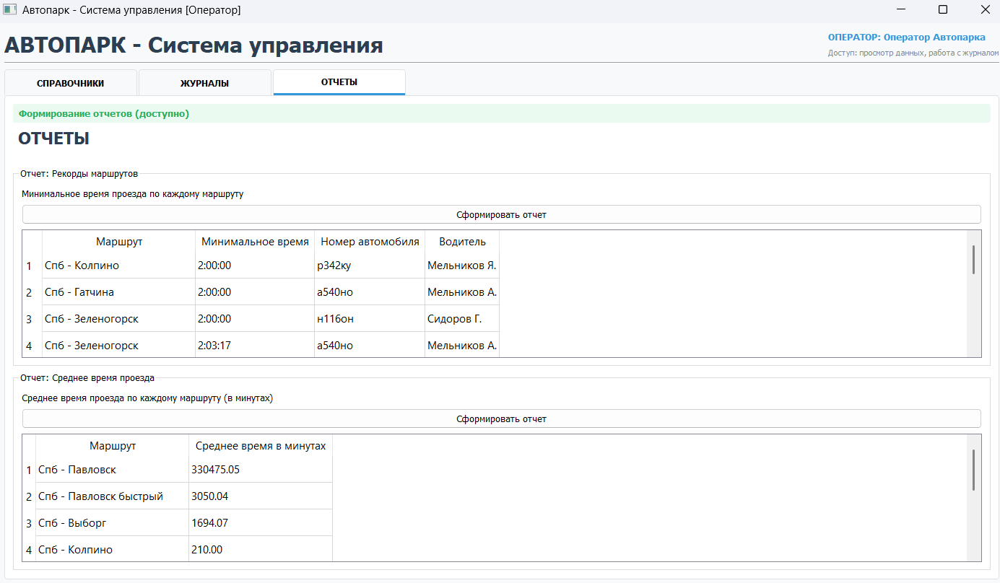 Автопарк - Система управления [Оператор]
АВТОПАРК - Система управления
ОПЕРАТОР: Оператор Автопарка
Доступ: просмотр данных, работа с журналом
СПРАВОЧНИКИ ЖУРНАЛЫ ОТЧЕТЫ
Формирование отчетов (доступно)
ОТЧЕТЫ
Отчет: Рекорды маршрутов
Минимальное время проезда по каждому маршруту
Сформировать отчет
Маршрут Минимальное время Номер автомобиля Водитель
1 Спб - Колпино 2:00:00 р342ку Мельников Я.
2 Спб - Гатчина 2:00:00 а540но Мельников А.
3 Спб - Зеленогорск 2:00:00 н116он Сидоров Г.
4 Спб - Зеленогорск 2:03:17 а540но Мельников А.
Отчет: Среднее время проезда
Среднее время проезда по каждому маршруту (в минутах)
Сформировать отчет
Маршрут Среднее время в минутах
1 Спб - Павловск 330475.05
2 Спб - Павловск быстрый 3050.04
3 Спб - Выборг 1694.07
4 Спб - Колпино 210.00